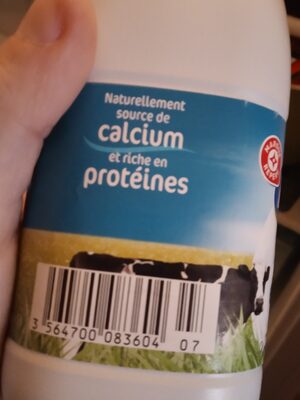 Naturellement
source de
calcium
et riche en
protéines
3 564700 083604 07